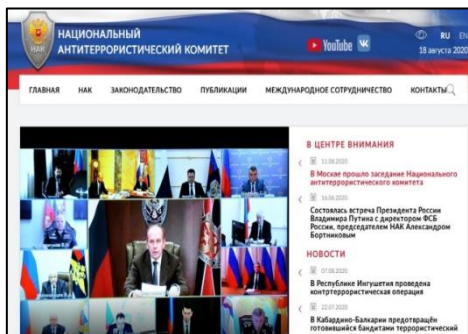 НАЦИОНАЛЬНЫЙ
АНТИТЕРРОРИСТИЧЕСКИЙ КОМИТЕТ
НАК
YouTube
RU EN
18 августа 2020
ГЛАВНАЯ НАК ЗАКОНОДАТЕЛЬСТВО ПУБЛИКАЦИИ МЕЖДУНАРОДНОЕ СОТРУДНИЧЕСТВО КОНТАКТЫ
В ЦЕНТРЕ ВНИМАНИЯ
11.08.2020
В Москве прошло заседание Национального
антитеррористического комитета
16.06.2020
Состоялась встреча Президента России
Владимира Путина с директором ФСБ
России, председателем НАК Александром
Бортниковым
НОВОСТИ
07.08.2020
В Республике Ингушетия проведена
контртеррористическая операция
22.07.2020
В Кабардино-Балкарии предотвращён
готовившийся бандитами террористический